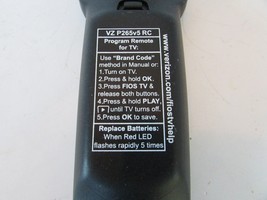 VZ P265v5 RC
Program Remote
for TV:
Use "Brand Code"
method in Manual or:
1.Turn on TV.
2.Press & hold OK.
3.Press FIOS TV &
release both buttons.
4.Press & hold PLAY.
▶ until TV turns off.
5.Press OK to save.
Replace Batteries:
When Red LED
flashes rapidly 5 times
www.verizon.com/fiostvhelp